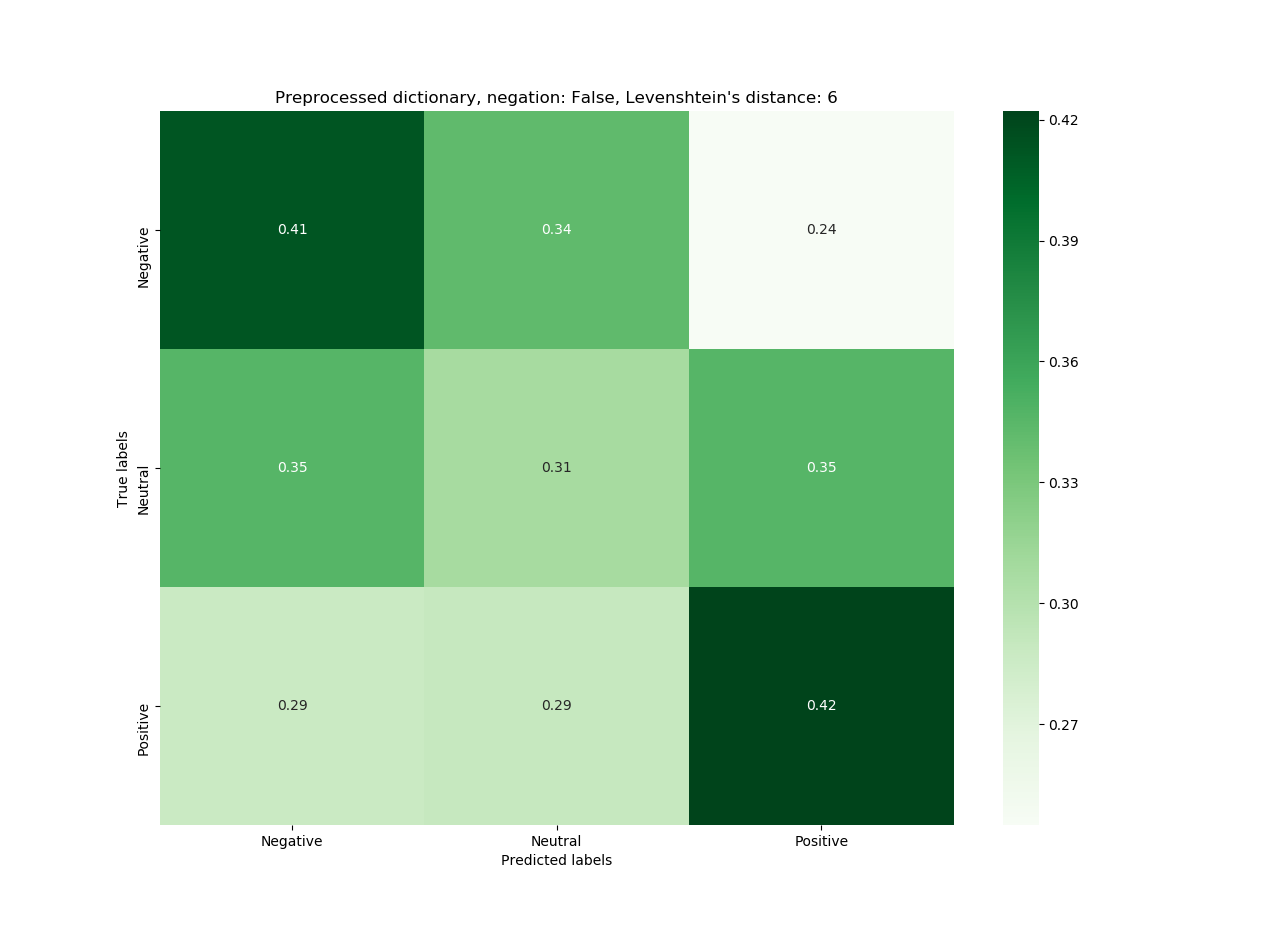 Preprocessed dictionary, negation: False, Levenshtein's distance: 6
True labels
Negative
0.41 0.34 0.24
Neutral
0.35 0.31 0.35
Positive
0.29 0.29 0.42
Negative Neutral Positive
Predicted labels
0.42
0.39
0.36
0.33
0.30
0.27